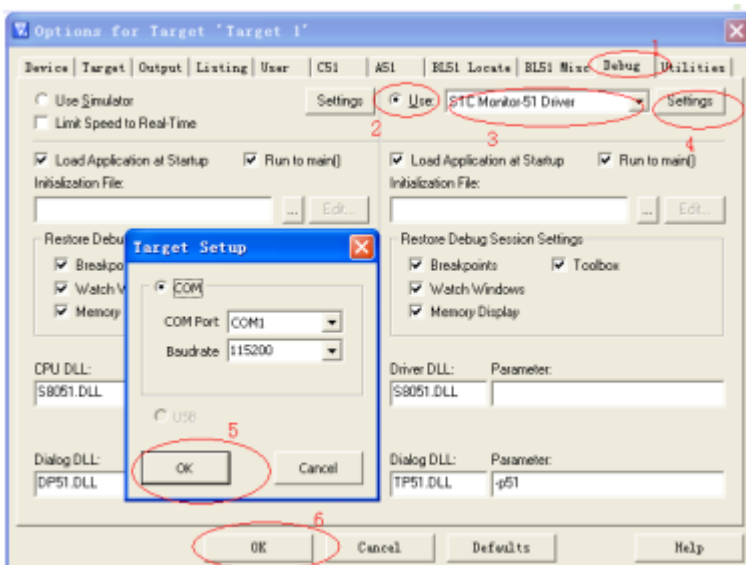 Options for Target 'Target 1'
1
Device Target Output Listing User C51 A51 BL51 Locate BL51 Misc Debug Utilities
Use Simulator Settings Use: STC Monitor-51 Driver Settings
Limit Speed to Real-Time
2 3 4
Load Application at Startup Run to main() Load Application at Startup Run to main()
Initialization File: Initialization File:
... Edit... ... Edit...
Restore Debu Restore Debug Session Settings
Breakpo Breakpoints Toolbox
Watch W Watch Windows
Memory Memory Display
Target Setup
COM
COM Port COM1
Baudrate 115200
USB
5
OK Cancel
CPU DLL: Driver DLL: Parameter:
S8051.DLL S8051.DLL
Dialog DLL: Dialog DLL: Parameter:
DP51.DLL TP51.DLL -p51
6
OK Cancel Defaults Help